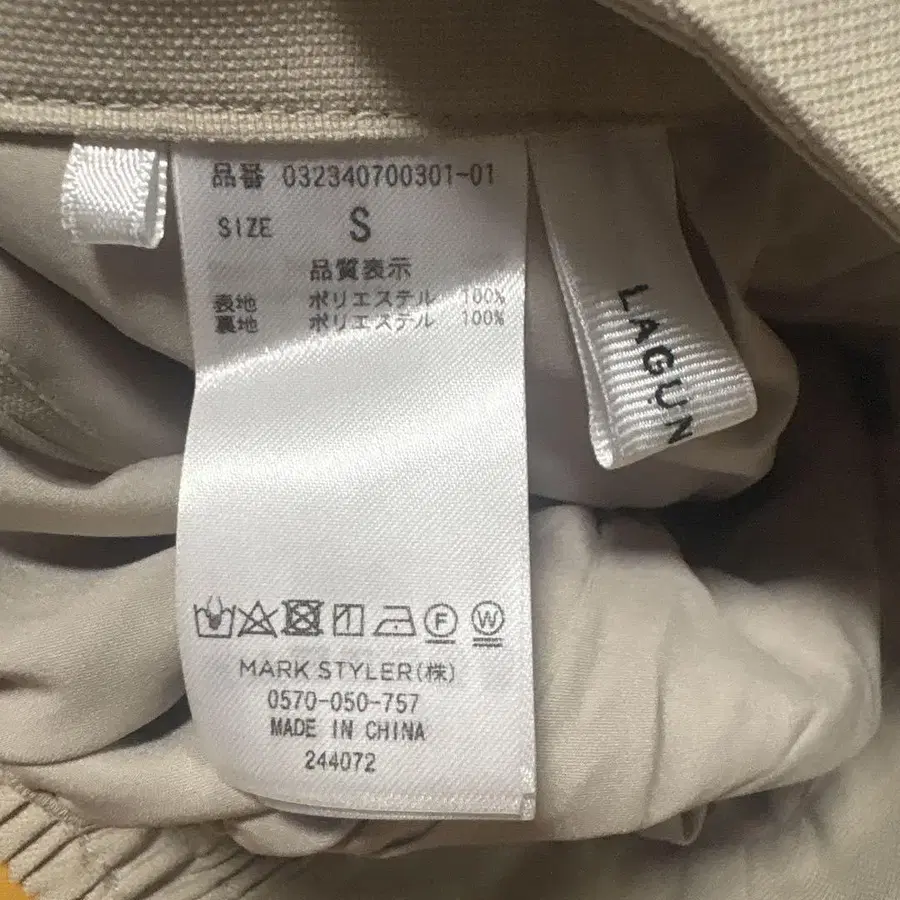 品番 032340700301-01
SIZE S
品質表示
表地 ポリエステル 100%
裏地 ポリエステル 100%
F W
MARK STYLER(株)
0570-050-757
MADE IN CHINA
244072
LAGUN